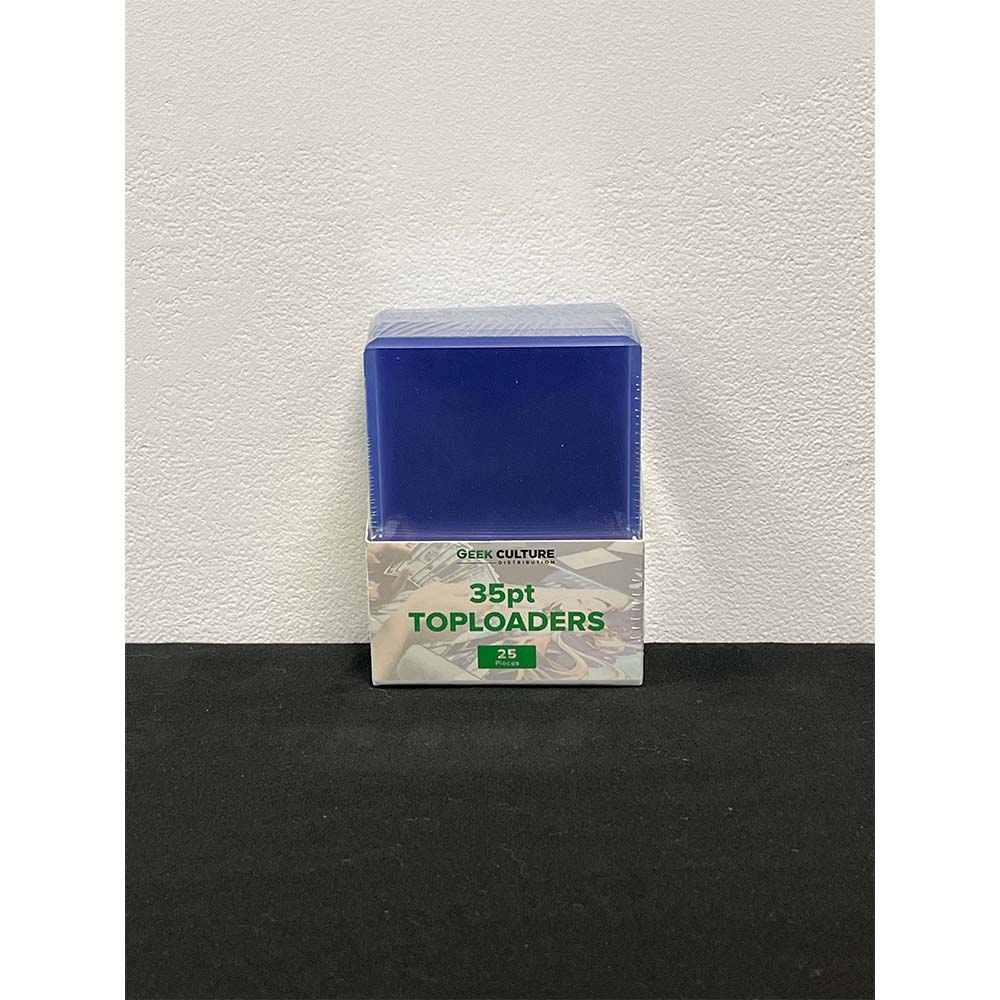 GEEK CULTURE
DISTRIBUTION
35pt
TOPLOADERS
25
Pieces